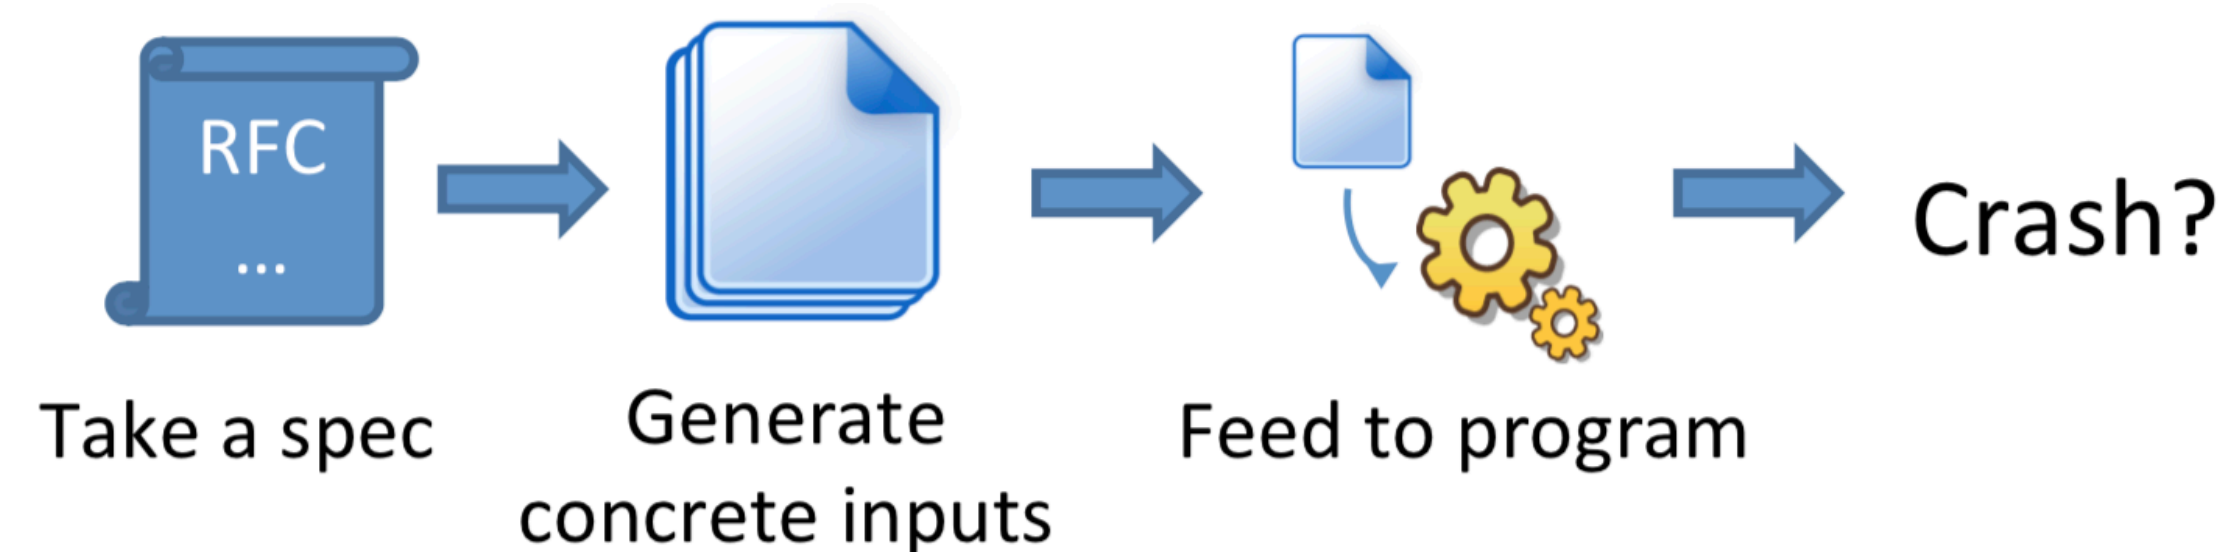 RFC
...
Take a spec
Generate
concrete inputs
Feed to program
Crash?